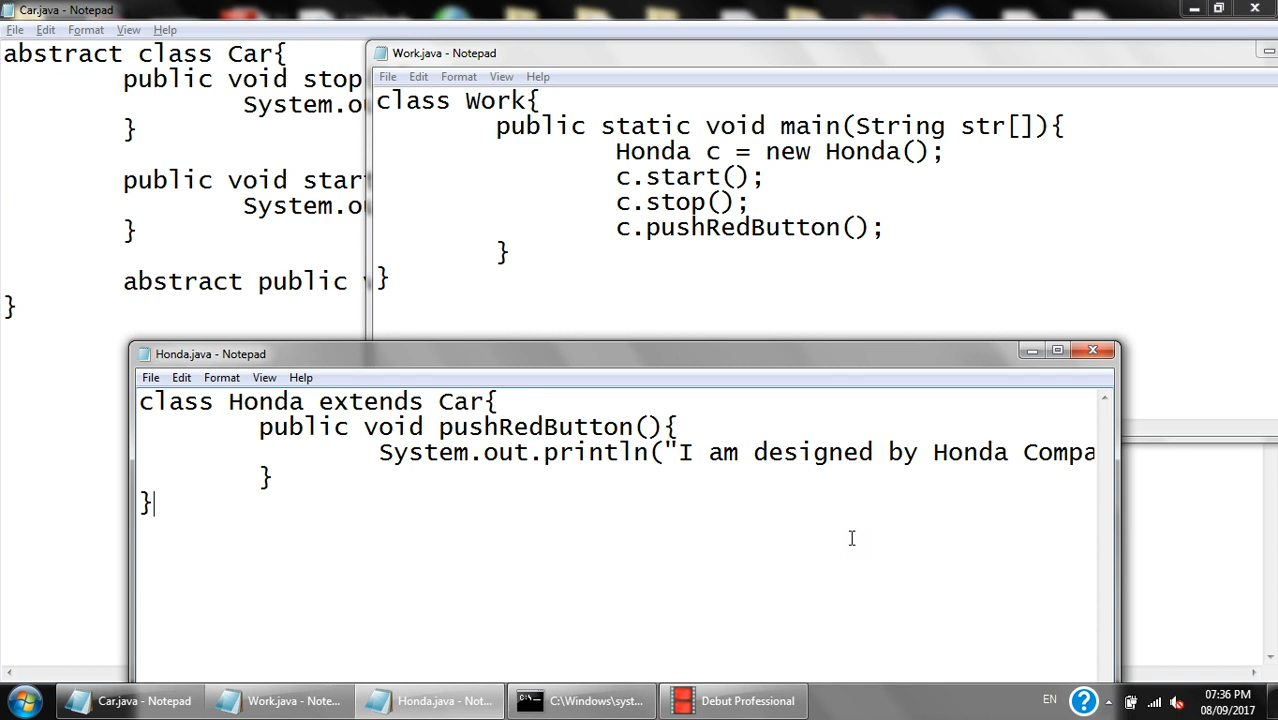 Car.java - Notepad
File Edit Format View Help
abstract class Car{
public void stop
System.ou
}
public void start
System.ou
}
abstract public
}
Work.java - Notepad
File Edit Format View Help
class Work{
public static void main(String str[]){
Honda c = new Honda();
c.start();
c.stop();
c.pushRedButton();
}
}
Honda.java - Notepad
File Edit Format View Help
class Honda extends Car{
public void pushRedButton(){
System.out.println("I am designed by Honda Compa
}
}
Car.java - Notepad
Work.java - Note...
Honda.java - Not...
C:\Windows\syst...
Debut Professional
EN
07:36 PM
08/09/2017